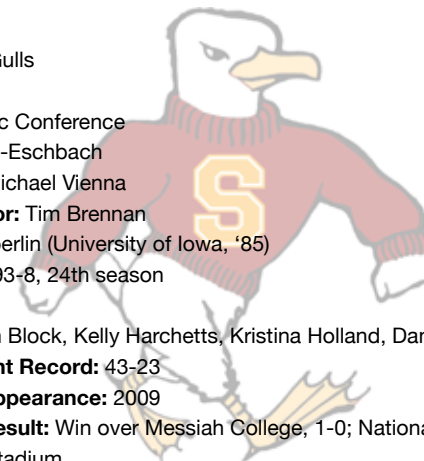 Gulls
c Conference
-Eschbach
ichael Vienna
or: Tim Brennan
erlin (University of Iowa, ‘85)
93-8, 24th season
S
n Block, Kelly Harchetts, Kristina Holland, Dar
nt Record: 43-23
ppearance: 2009
esult: Win over Messiah College, 1-0; Nationa
tadium